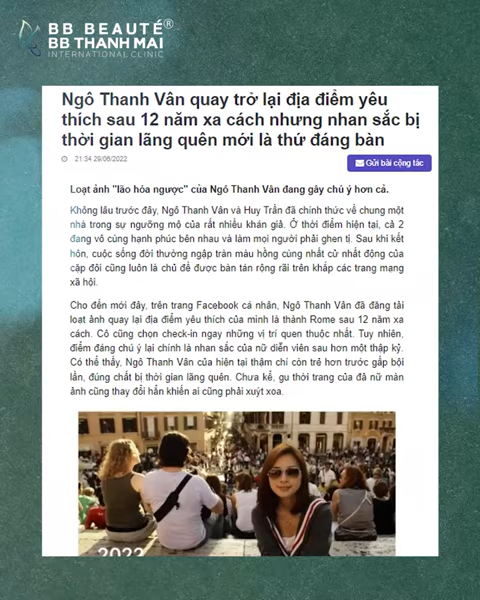 BB BEAUTÉ®
BB THANH MAI
INTERNATIONAL CLINIC
Ngô Thanh Vân quay trở lại địa điểm yêu
thích sau 12 năm xa cách nhưng nhan sắc bị
thời gian lãng quên mới là thứ đáng bàn
21:34 29/06/2022
Gửi bài cộng tác
Loạt ảnh "lão hóa ngược" của Ngô Thanh Vân đang gây chú ý hơn cả.
Không lâu trước đây, Ngô Thanh Vân và Huy Trần đã chính thức về chung một
nhà trong sự ngưỡng mộ của rất nhiều khán giả. Ở thời điểm hiện tại, cả 2
đang vô cùng hạnh phúc bên nhau và làm mọi người phải ghen tị. Sau khi kết
hôn, cuộc sống đời thường ngập tràn màu hồng cùng nhất cử nhất động của
cặp đôi cũng luôn là chủ đề được bàn tán rộng rãi trên khắp các trang mạng
xã hội.
Cho đến mới đây, trên trang Facebook cá nhân, Ngô Thanh Vân đã đăng tải
loạt ảnh quay lại địa điểm yêu thích của mình là thành Rome sau 12 năm xa
cách. Cô cũng chọn check-in ngay những vị trí quen thuộc nhất. Tuy nhiên,
điểm đáng chú ý lại chính là nhan sắc của nữ diễn viên sau hơn một thập kỷ.
Có thể thấy, Ngô Thanh Vân của hiện tại thậm chí còn trẻ hơn trước gấp bội
lần, đúng chất bị thời gian lãng quên. Chưa kể, gu thời trang của đả nữ màn
ảnh cũng thay đổi hẳn khiến ai cũng phải xuýt xoa.
2022